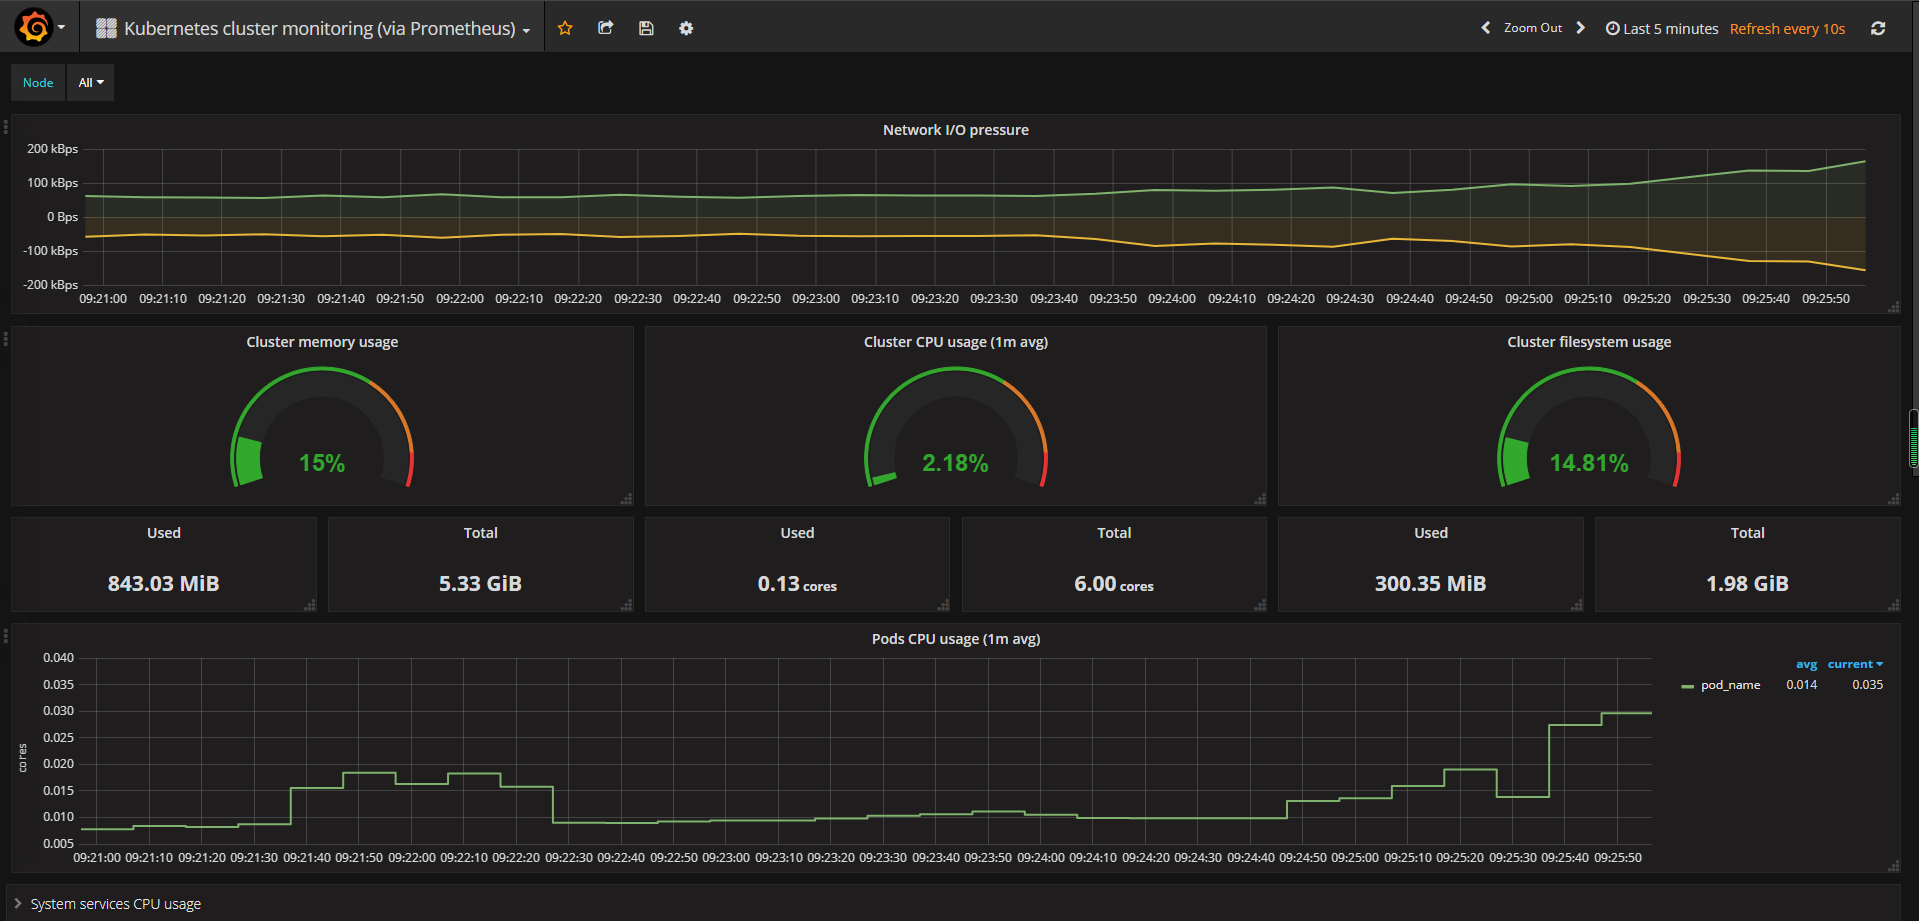 Kubernetes cluster monitoring (via Prometheus)
Zoom Out
Last 5 minutes
Refresh every 10s
Node
All
Network I/O pressure
200 kBps
100 kBps
0 Bps
-100 kBps
-200 kBps
09:21:00 09:21:10 09:21:20 09:21:30 09:21:40 09:21:50 09:22:00 09:22:10 09:22:20 09:22:30 09:22:40 09:22:50 09:23:00 09:23:10 09:23:20 09:23:30 09:23:40 09:23:50 09:24:00 09:24:10 09:24:20 09:24:30 09:24:40 09:24:50 09:25:00 09:25:10 09:25:20 09:25:30 09:25:40 09:25:50
Cluster memory usage
15%
Cluster CPU usage (1m avg)
2.18%
Cluster filesystem usage
14.81%
Used
843.03 MiB
Total
5.33 GiB
Used
0.13 cores
Total
6.00 cores
Used
300.35 MiB
Total
1.98 GiB
Pods CPU usage (1m avg)
cores
0.040
0.035
0.030
0.025
0.020
0.015
0.010
0.005
09:21:00 09:21:10 09:21:20 09:21:30 09:21:40 09:21:50 09:22:00 09:22:10 09:22:20 09:22:30 09:22:40 09:22:50 09:23:00 09:23:10 09:23:20 09:23:30 09:23:40 09:23:50 09:24:00 09:24:10 09:24:20 09:24:30 09:24:40 09:24:50 09:25:00 09:25:10 09:25:20 09:25:30 09:25:40 09:25:50
avg current
pod_name 0.014 0.035
System services CPU usage